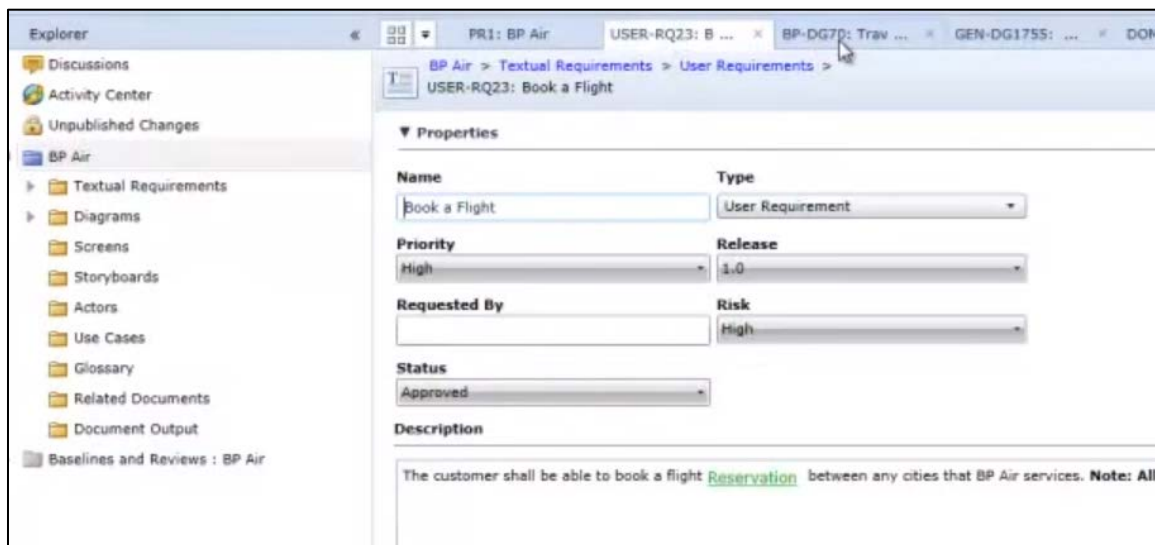 Explorer
PR1: BP Air
USER-RQ23: B ...
BP-DG70: Trav ...
GEN-DG1755: ...
DON
Discussions
Activity Center
Unpublished Changes
BP Air
Textual Requirements
Diagrams
Screens
Storyboards
Actors
Use Cases
Glossary
Related Documents
Document Output
Baselines and Reviews : BP Air
BP Air > Textual Requirements > User Requirements >
USER-RQ23: Book a Flight
Properties
Name
Type
Book a Flight
User Requirement
Priority
Release
High
1.0
Requested By
Risk
High
Status
Approved
Description
The customer shall be able to book a flight Reservation between any cities that BP Air services. Note: All